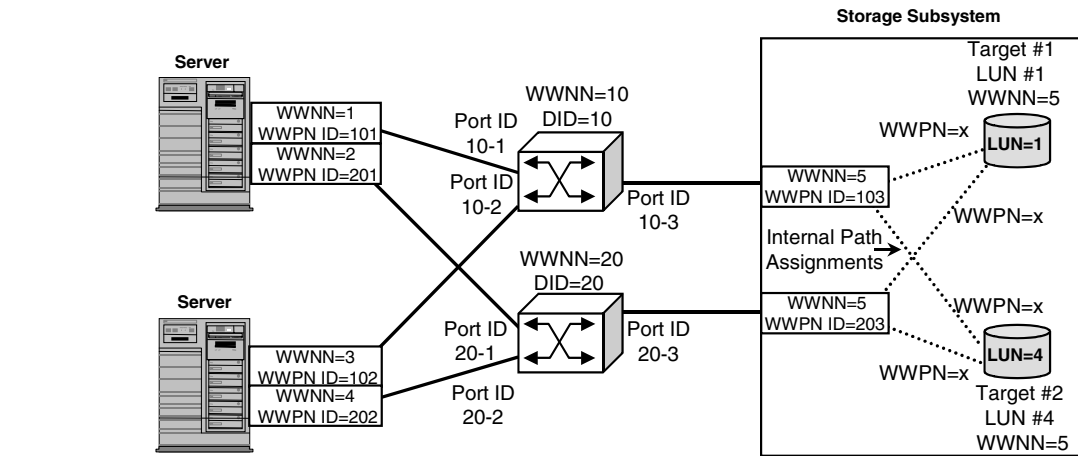 Storage Subsystem
Server
WWNN=1
WWPN ID=101
WWNN=2
WWPN ID=201
Port ID
10-1
Port ID
10-2
WWNN=10
DID=10
Port ID
10-3
Target #1
LUN #1
WWNN=5
WWPN=x
LUN=1
WWNN=5
WWPN ID=103
WWPN=x
Internal Path
Assignments
Server
WWNN=3
WWPN ID=102
WWNN=4
WWPN ID=202
Port ID
20-1
Port ID
20-2
WWNN=20
DID=20
Port ID
20-3
WWNN=5
WWPN ID=203
WWPN=x
LUN=4
WWPN=x
Target #2
LUN #4
WWNN=5